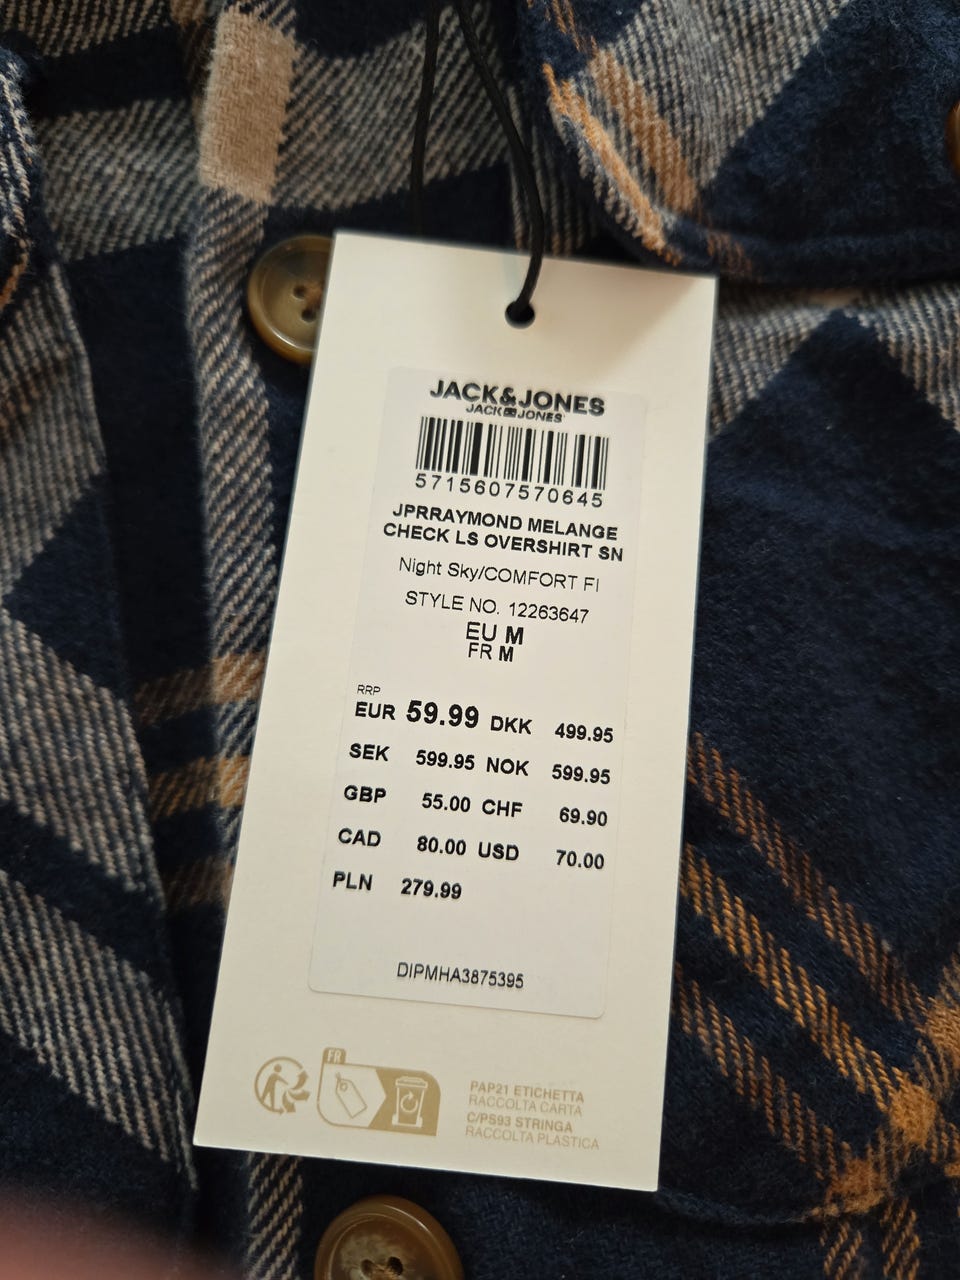 JACK&JONES
JACK&JONES
5715607570645
JPRRAYMOND MELANGE
CHECK LS OVERSHIRT SN
Night Sky/COMFORT FI
STYLE NO. 12263647
EU M
FR M
RRP
EUR 59.99 DKK 499.95
SEK 599.95 NOK 599.95
GBP 55.00 CHF 69.90
CAD 80.00 USD 70.00
PLN 279.99
DIPMHA3875395
FR
PAP21 ETICHETTA
RACCOLTA CARTA
C/PS93 STRINGA
RACCOLTA PLASTICA